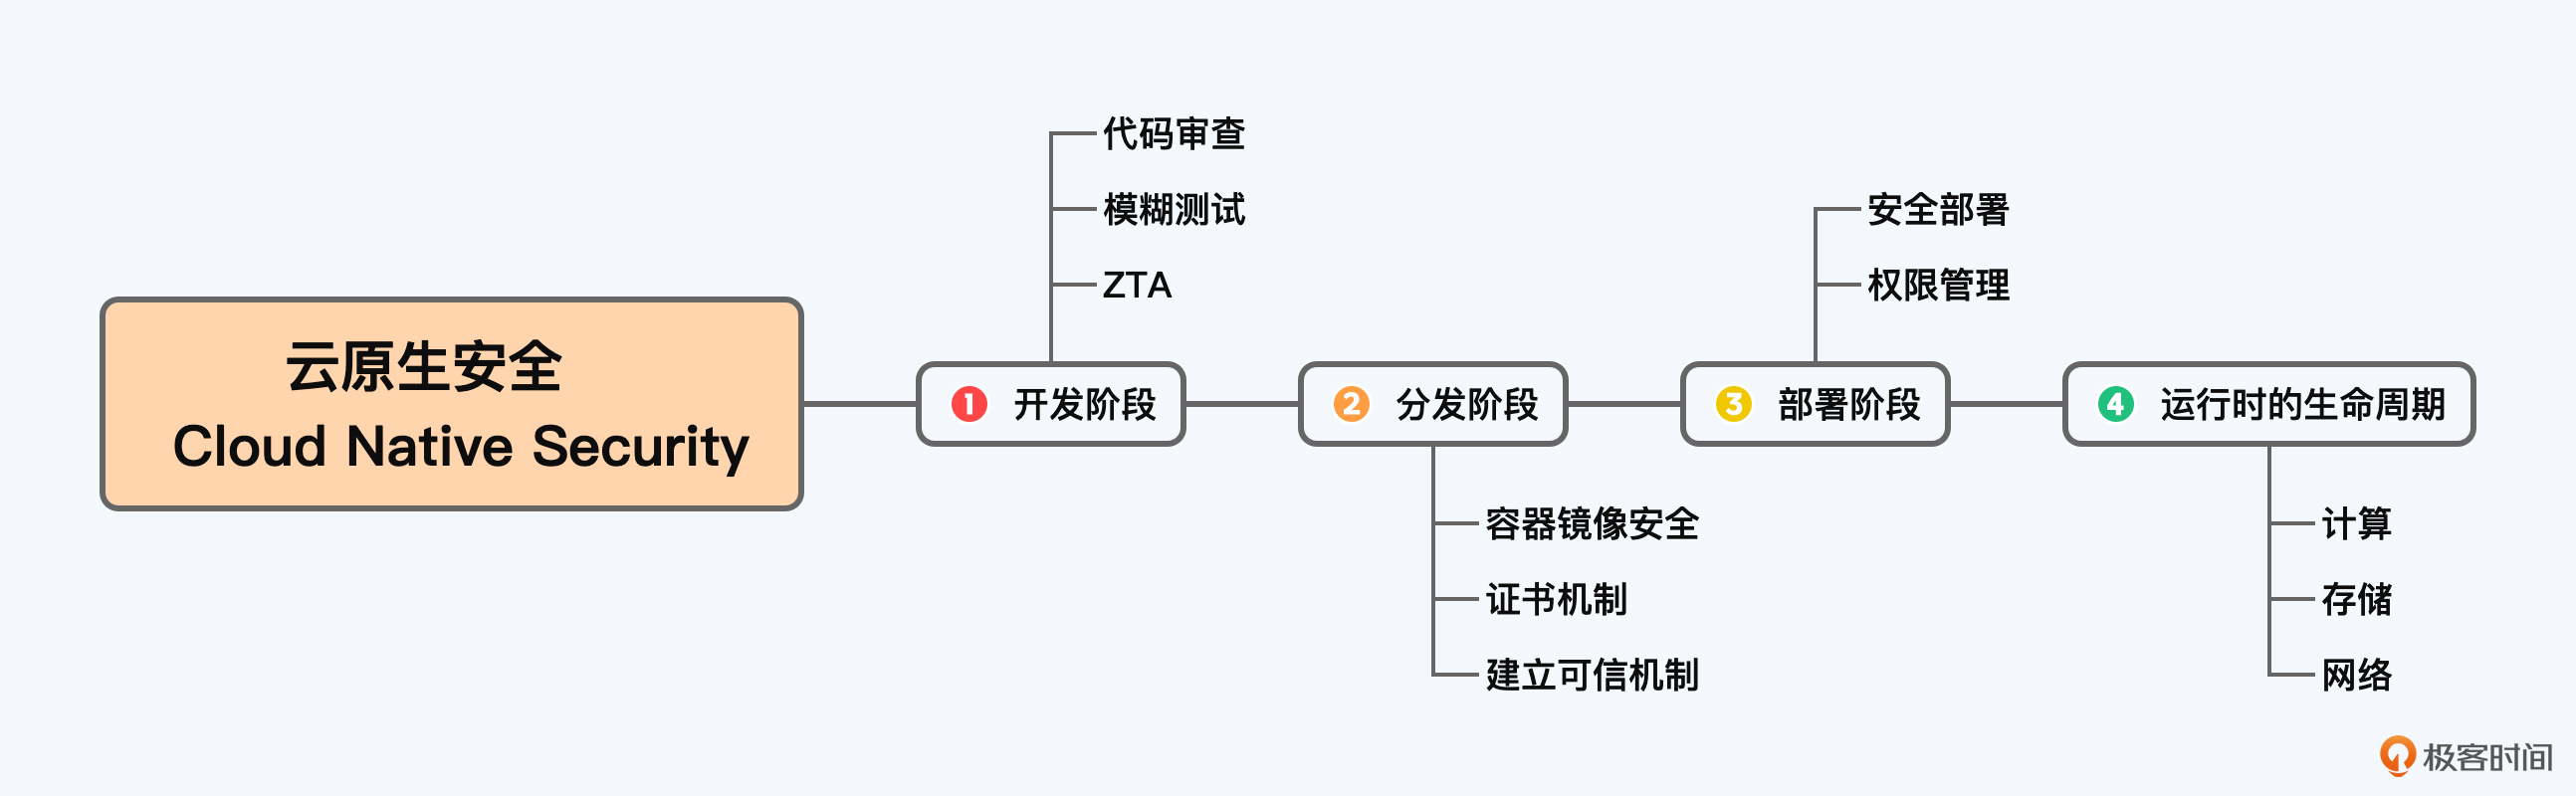 云原生安全
Cloud Native Security
代码审查
模糊测试
ZTA
1 开发阶段
2 分发阶段
容器镜像安全
证书机制
建立可信机制
安全部署
权限管理
3 部署阶段
4 运行时的生命周期
计算
存储
网络
极客时间